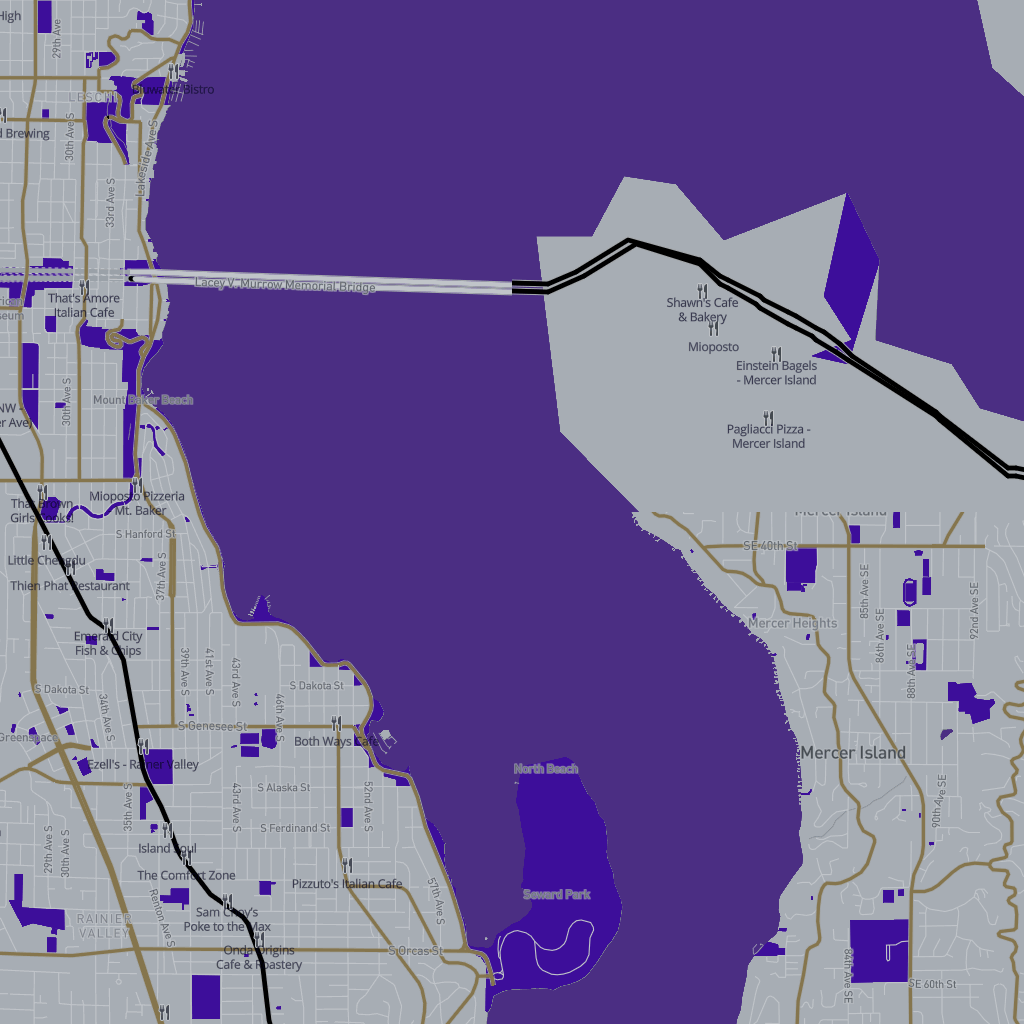 High
29th Ave
Bluwater Bistro
LESCHI
d Brewing
30th Ave S
Lakeside Ave S
33rd Ave S
Lacey V. Murrow Memorial Bridge
That's Amore
Italian Cafe
Shawn's Cafe
& Bakery
Mioposto
Einstein Bagels
- Mercer Island
Pagliacci Pizza -
Mercer Island
30th Ave S
Mount Baker Beach
NW -
er Ave)
Mioposto Pizzeria
Mt. Baker
That Brown
Girls Cooks!
S Hanford St
Mercer Island
SE 40th St
Little Chengdu
Thien Phat Restaurant
37th Ave S
85th Ave SE
92nd Ave SE
Mercer Heights
86th Ave SE
Emerald City
Fish & Chips
39th Ave S
41st Ave S
43rd Ave S
88th Ave SE
S Dakota St
S Dakota St
34th Ave S
46th Ave S
S Genesee St
Both Ways Cafe
Greenspace
Mercer Island
Ezell's - Rainier Valley
North Beach
S Alaska St
35th Ave S
43rd Ave S
52nd Ave S
90th Ave SE
S Ferdinand St
29th Ave S
30th Ave S
Island Soul
The Comfort Zone
Pizzuto's Italian Cafe
57th Ave S
Seward Park
Renton Ave S
RAINIER
VALLEY
Sam Choy's
Poke to the Max
Onda Origins
Cafe & Roastery
S Orcas St
84th Ave SE
SE 60th St